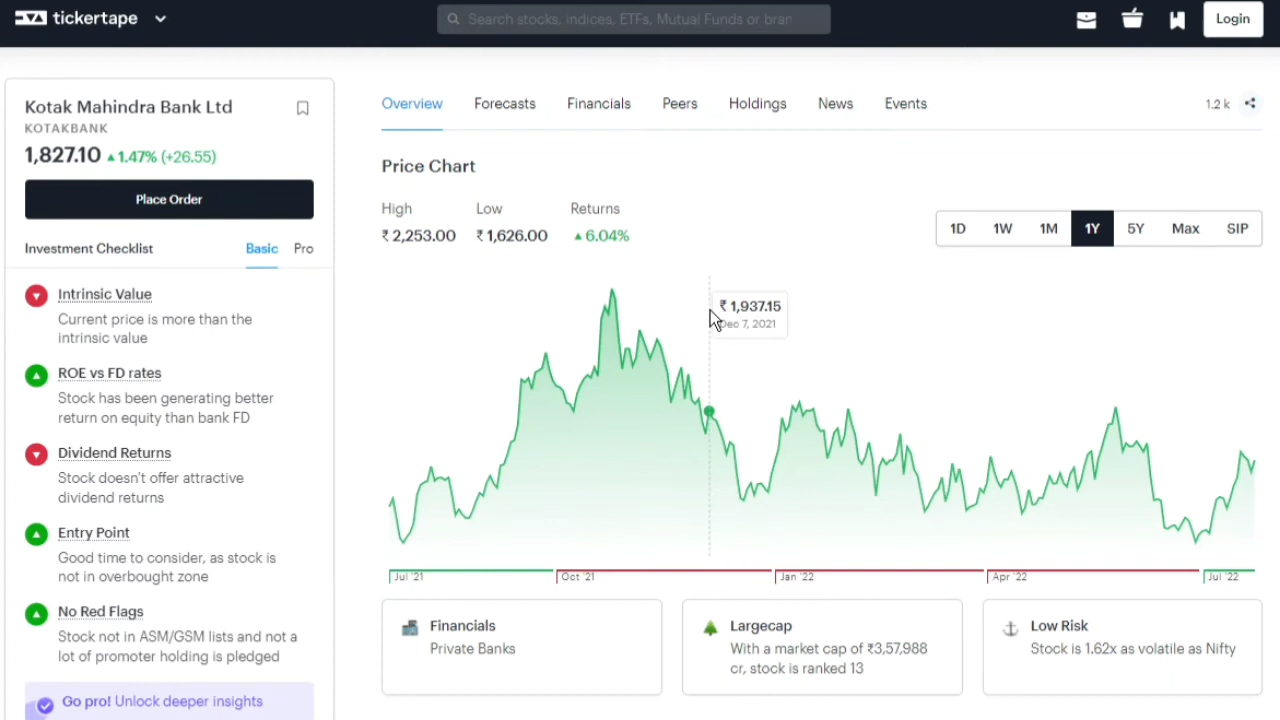 tickertape
Search stocks, indices, ETFs, Mutual Funds or bran
Login
Kotak Mahindra Bank Ltd
KOTAKBANK
1,827.10 ▲ 1.47% (+26.55)
Place Order
Investment Checklist Basic Pro
Intrinsic Value
Current price is more than the
intrinsic value
ROE vs FD rates
Stock has been generating better
return on equity than bank FD
Dividend Returns
Stock doesn't offer attractive
dividend returns
Entry Point
Good time to consider, as stock is
not in overbought zone
No Red Flags
Stock not in ASM/GSM lists and not a
lot of promoter holding is pledged
Go pro! Unlock deeper insights
Overview Forecasts Financials Peers Holdings News Events 1.2 k
Price Chart
High Low Returns
₹ 2,253.00 ₹ 1,626.00 ▲ 6.04%
1D 1W 1M 1Y 5Y Max SIP
₹ 1,937.15
Dec 7, 2021
Jul '21 Oct '21 Jan '22 Apr '22 Jul '22
Financials
Private Banks
Largecap
With a market cap of ₹3,57,988
cr, stock is ranked 13
Low Risk
Stock is 1.62x as volatile as Nifty